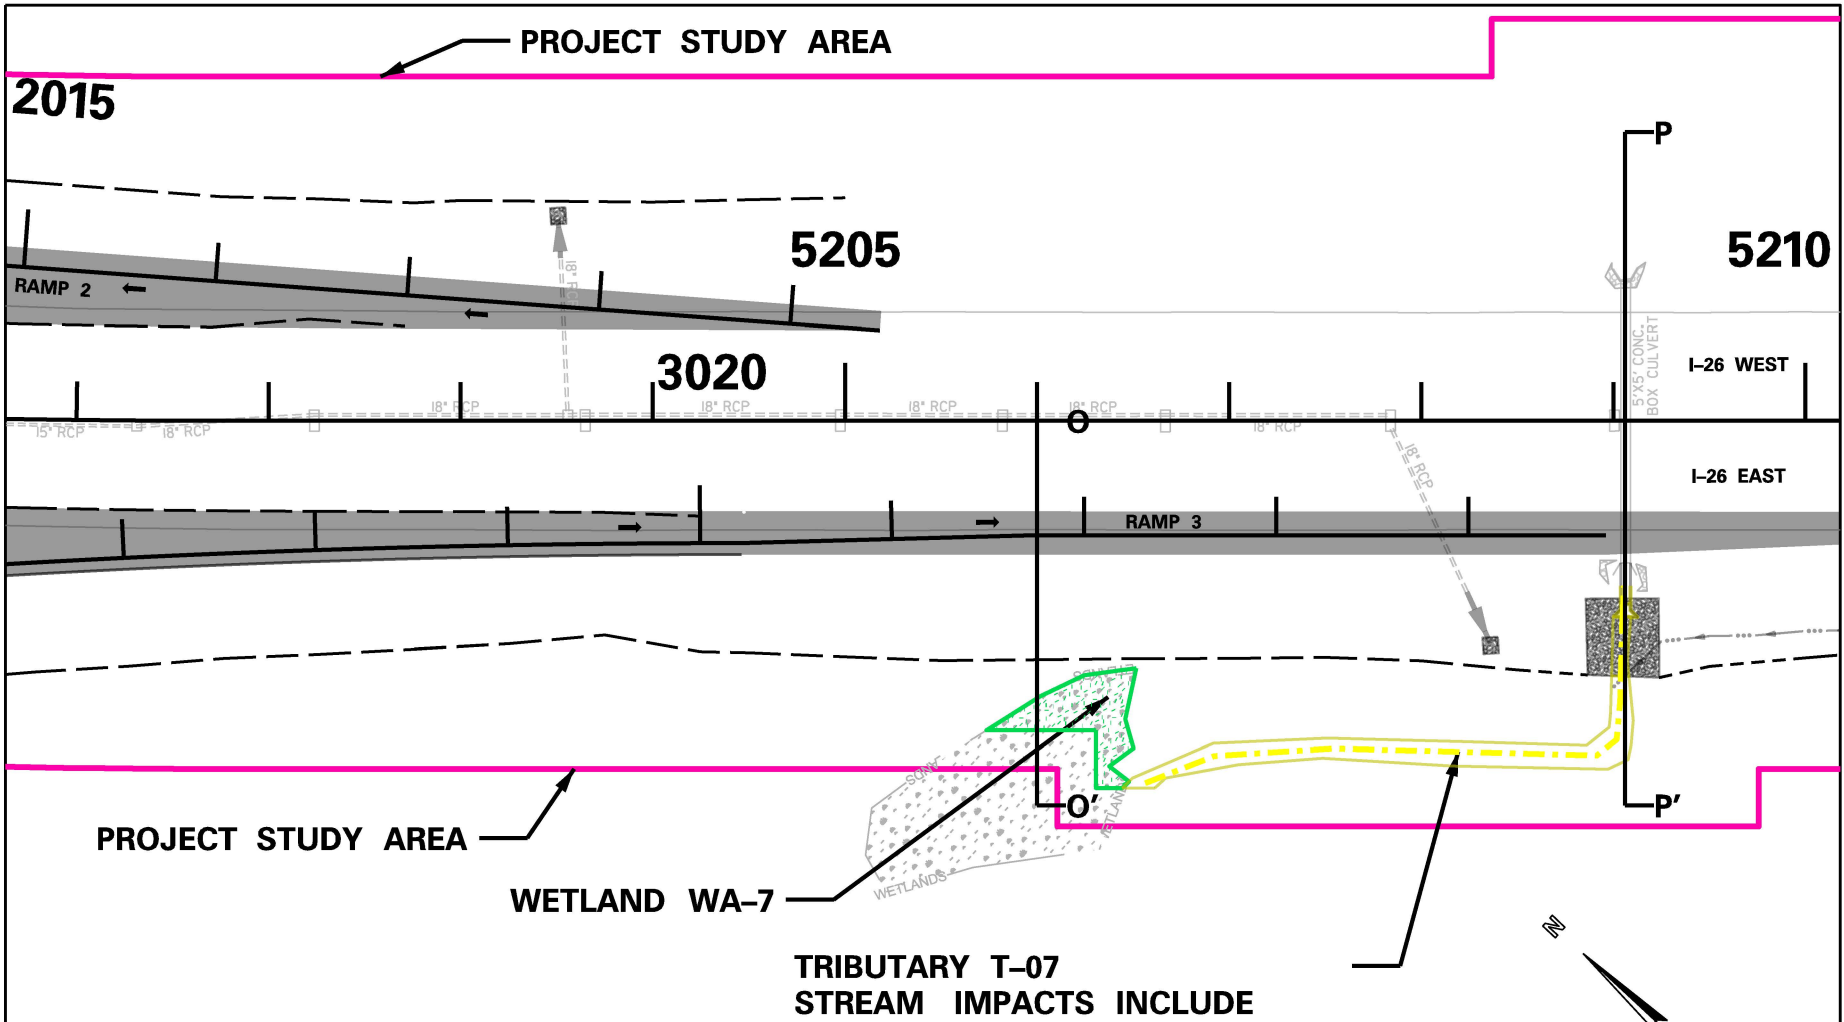 PROJECT STUDY AREA
2015
P
5205
5210
18" RCP
RAMP 2
5'X5' CONC.
BOX CULVERT
I-26 WEST
3020
18" RCP
18" RCP
18" RCP
18" RCP
15" RCP
18" RCP
O
18" RCP
18" RCP
I-26 EAST
RAMP 3
WETLANDS
WETLANDS
O'
P'
PROJECT STUDY AREA
WETLANDS
WETLAND WA-7
N
TRIBUTARY T-07
STREAM IMPACTS INCLUDE